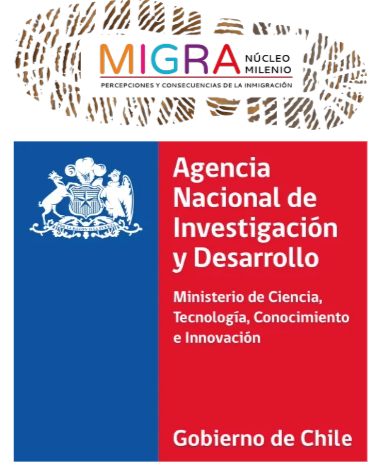 MIGRA
NÚCLEO
MILENIO
PERCEPCIONES Y CONSECUENCIAS DE LA INMIGRACIÓN
Agencia
Nacional de
Investigación
y Desarrollo
Ministerio de Ciencia,
Tecnología, Conocimiento
e Innovación
Gobierno de Chile